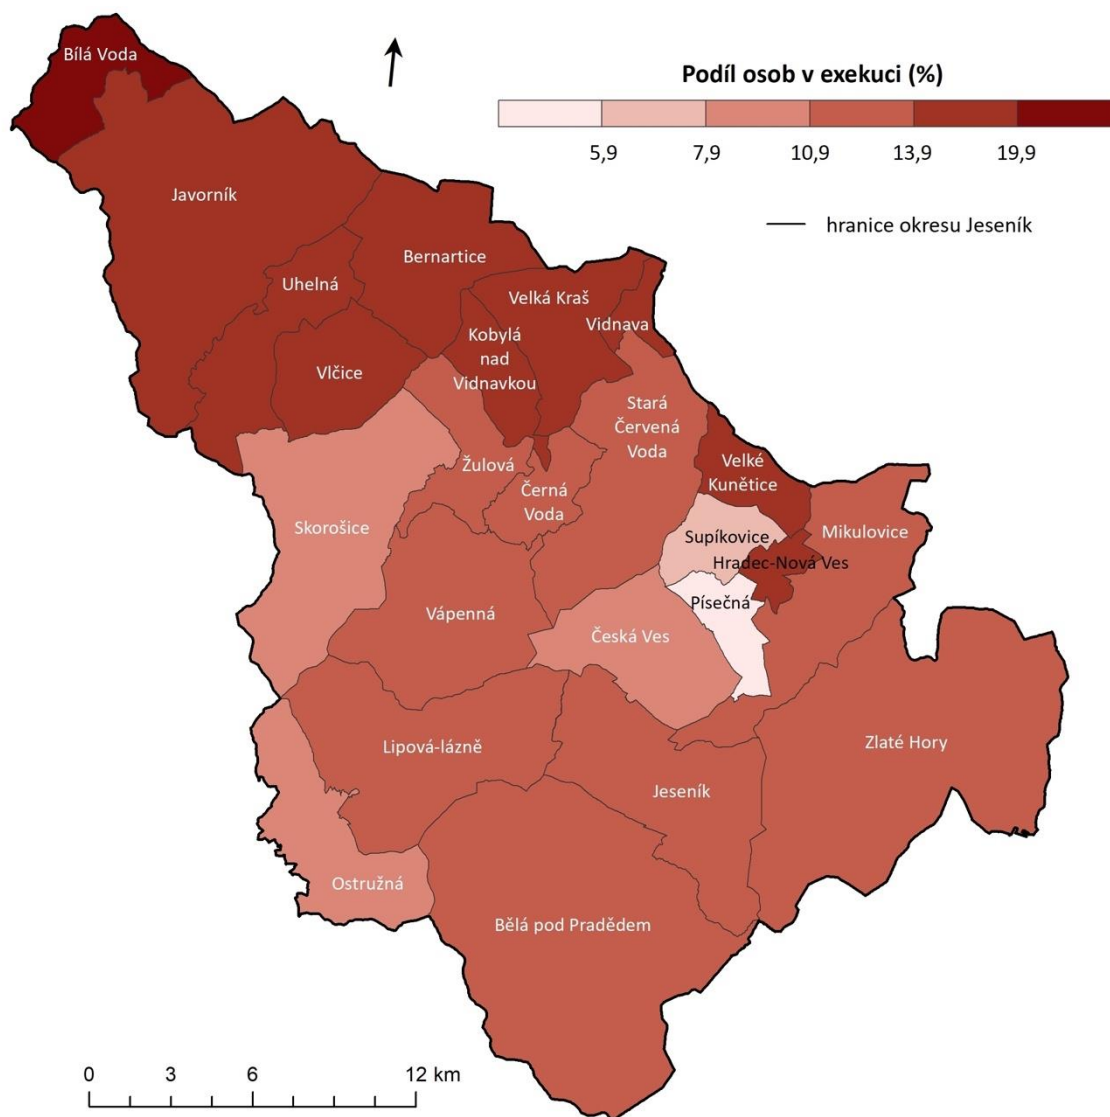 Bílá Voda
Podíl osob v exekuci (%)
5,9 7,9 10,9 13,9 19,9
hranice okresu Jeseník
Javorník
Bernartice
Uhelná
Velká Kraš
Vidnava
Kobylá
nad
Vidnavkou
Vlčice
Stará
Červená
Voda
Žulová
Velké
Kunětice
Černá
Voda
Skorošice
Mikulovice
Supíkovice
Hradec-Nová Ves
Písečná
Vápenná
Česká Ves
Lipová-lázně
Zlaté Hory
Jeseník
Ostružná
Bělá pod Pradědem
0 3 6 12 km